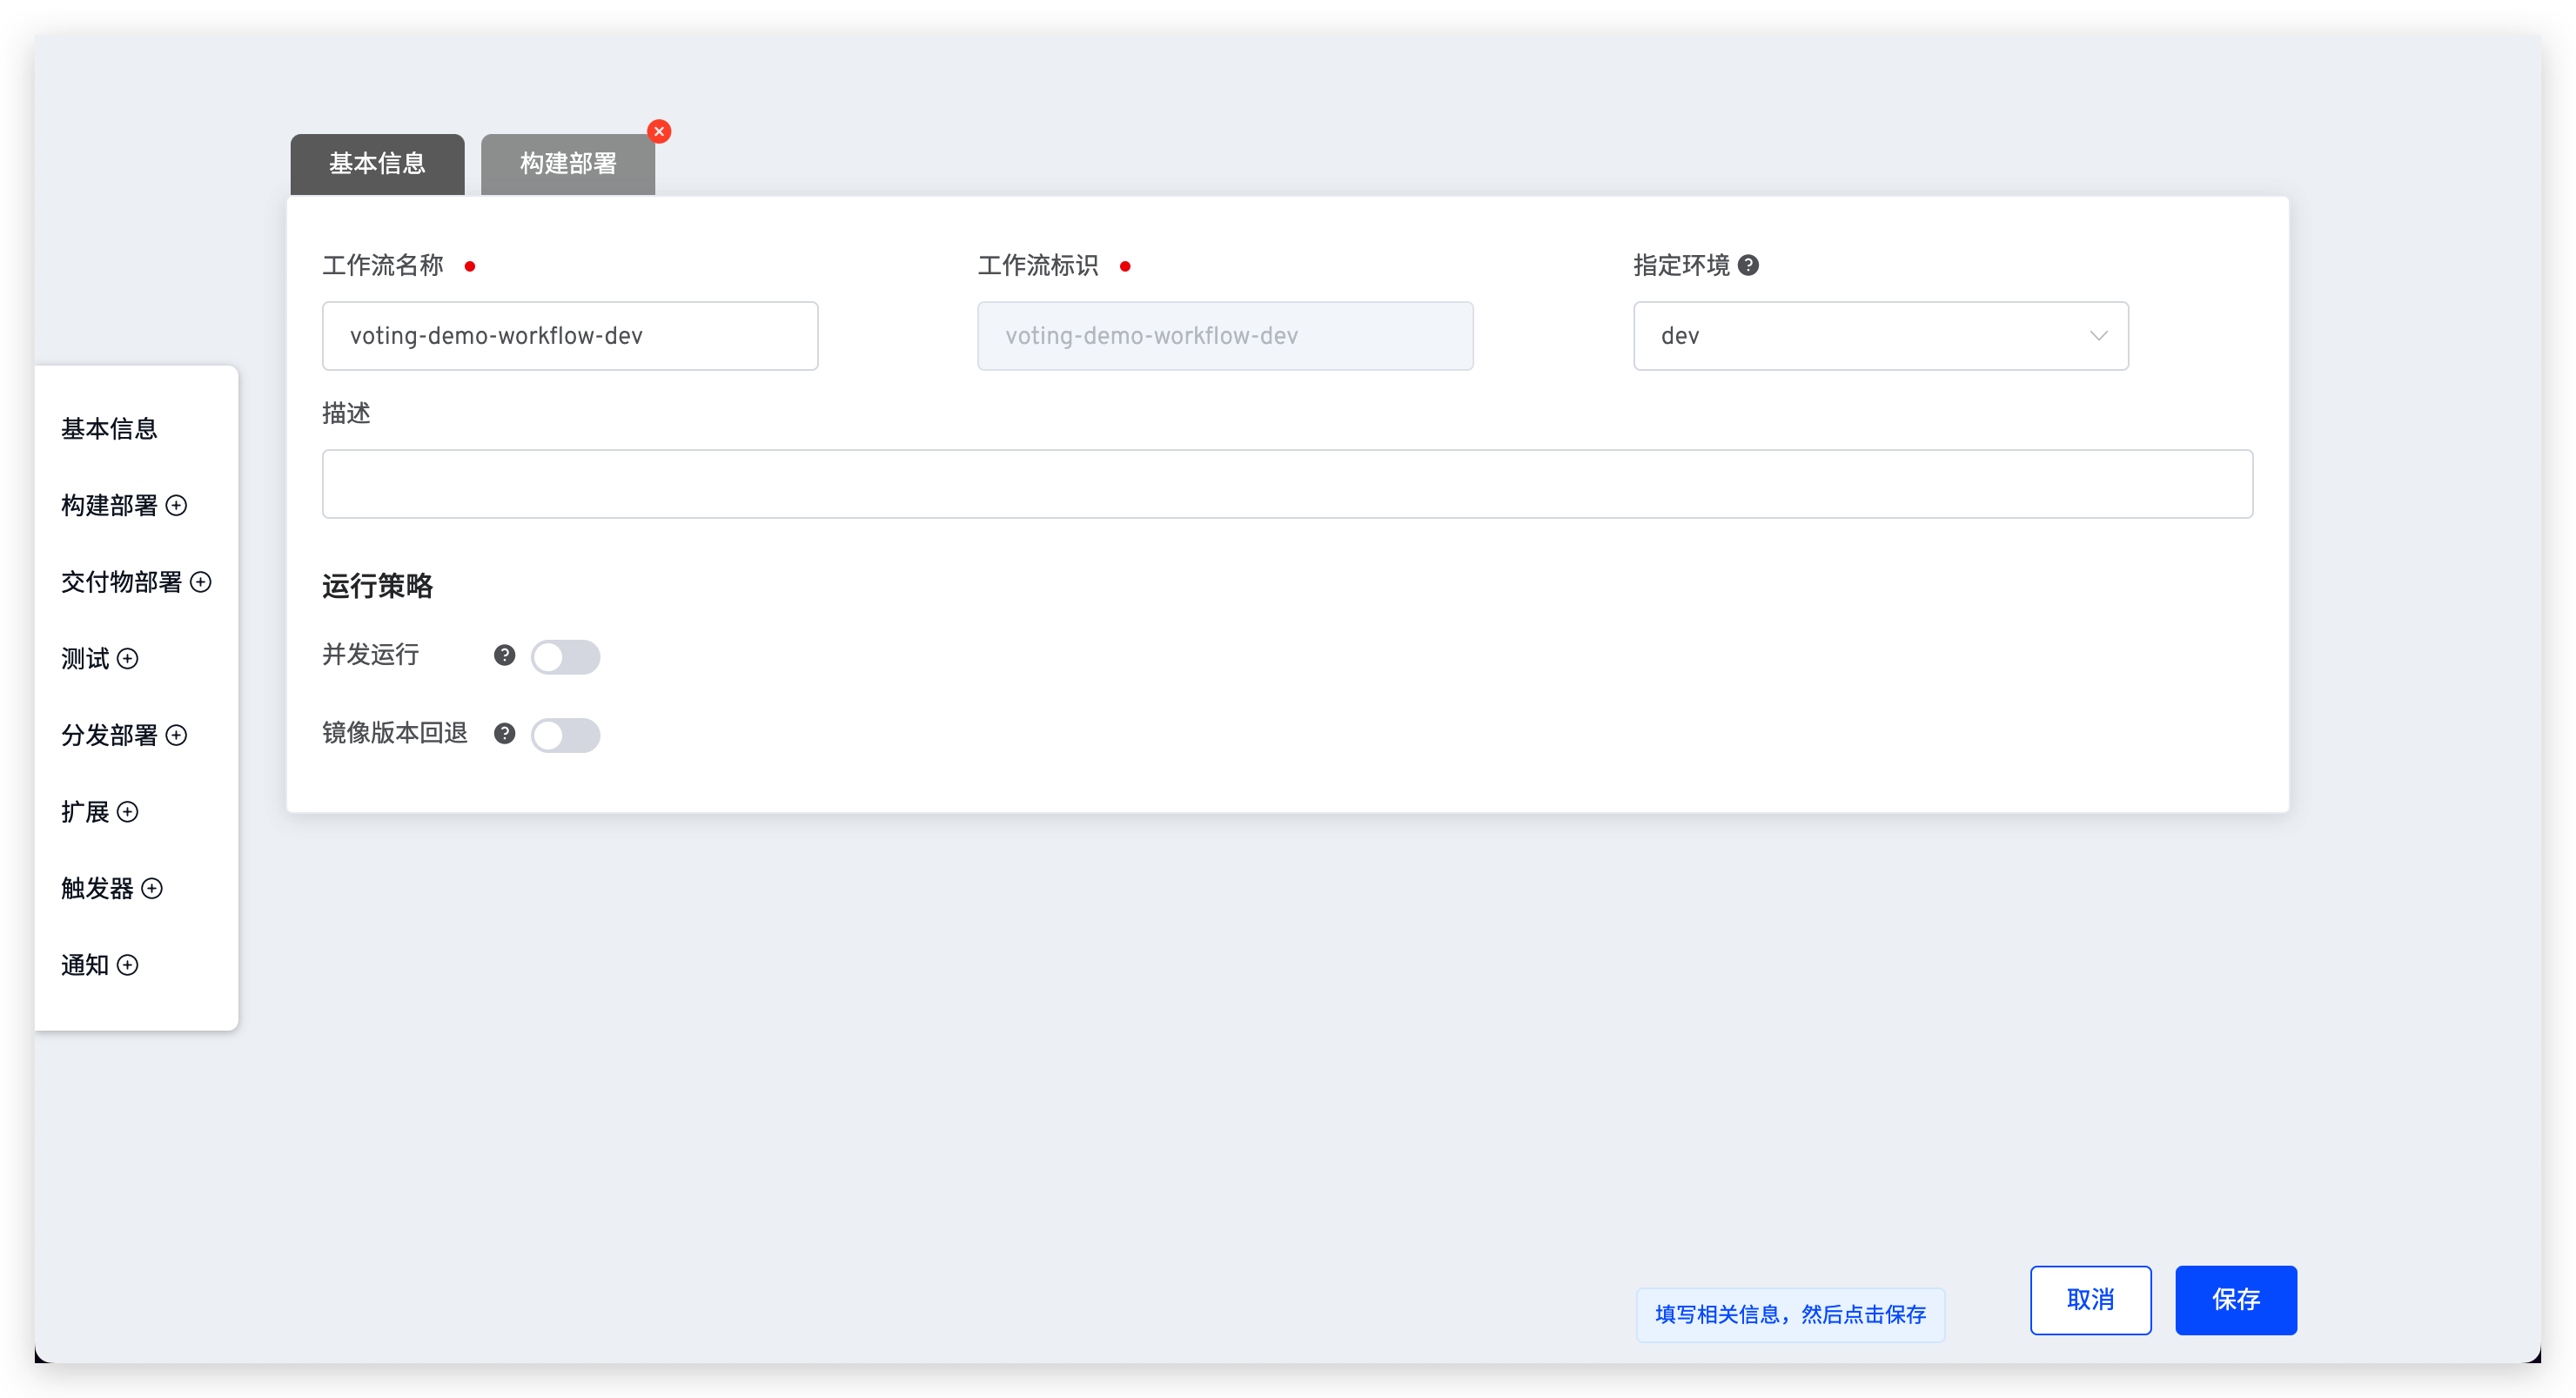 基本信息
构建部署
工作流名称
工作流标识
指定环境
voting-demo-workflow-dev
voting-demo-workflow-dev
dev
描述
基本信息
构建部署
交付物部署
测试
分发部署
扩展
触发器
通知
运行策略
并发运行
镜像版本回退
填写相关信息，然后点击保存
取消
保存